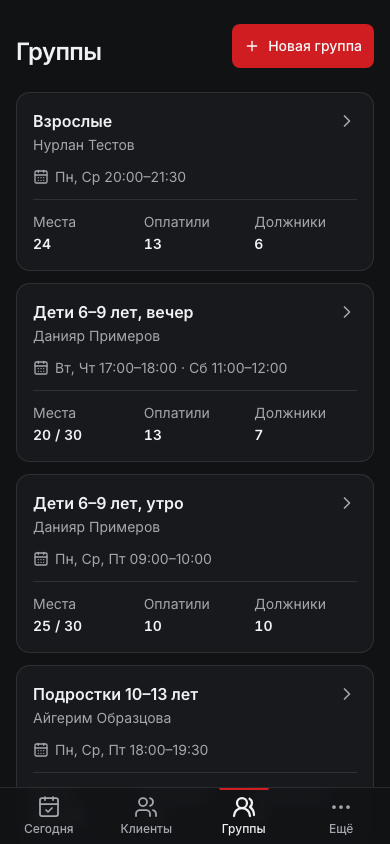 Группы
+ Новая группа
Взрослые
Нурлан Тестов
Пн, Ср 20:00–21:30
Места Оплатили Должники
24 13 6
Дети 6–9 лет, вечер
Данияр Примеров
Вт, Чт 17:00–18:00 · Сб 11:00–12:00
Места Оплатили Должники
20 / 30 13 7
Дети 6–9 лет, утро
Данияр Примеров
Пн, Ср, Пт 09:00–10:00
Места Оплатили Должники
25 / 30 10 10
Подростки 10–13 лет
Айгерим Образцова
Пн, Ср, Пт 18:00–19:30
Сегодня Клиенты Группы Ещё